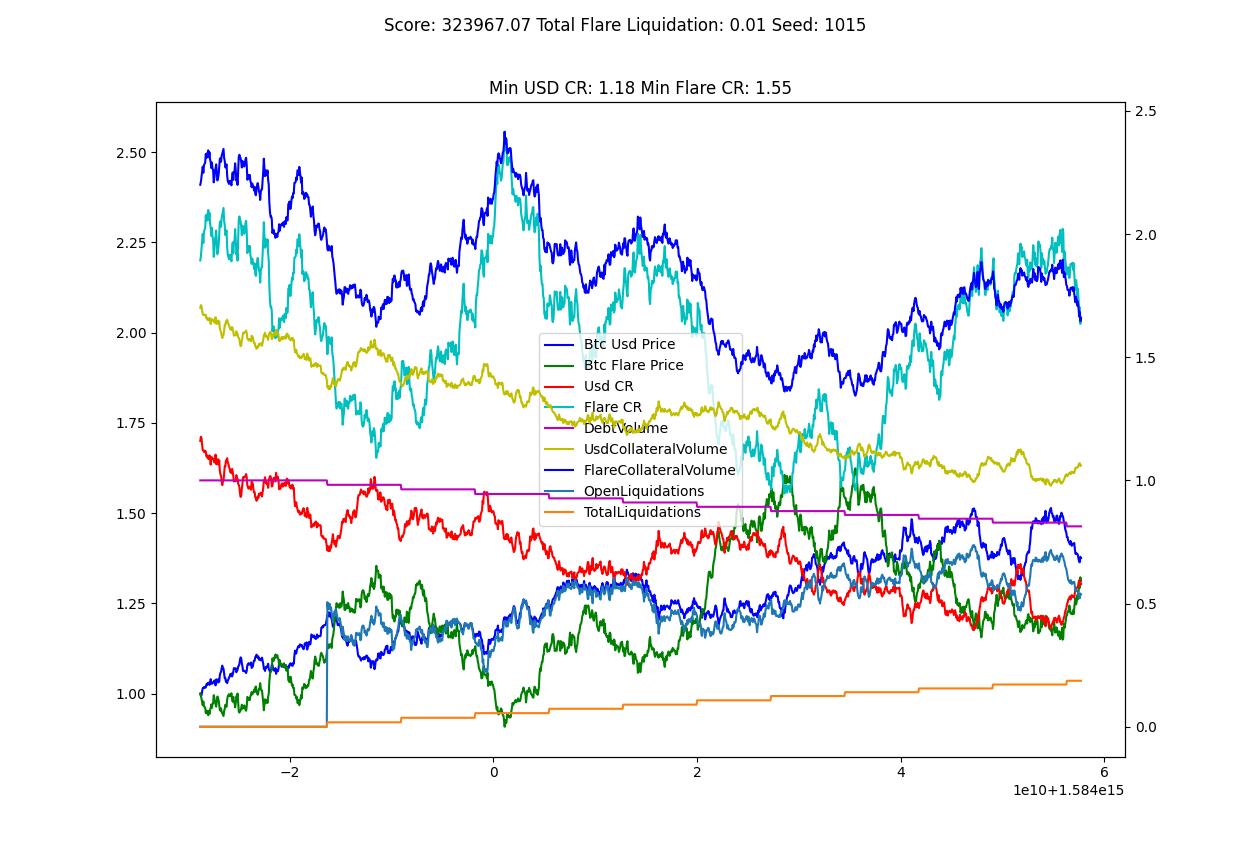 Score: 323967.07 Total Flare Liquidation: 0.01 Seed: 1015
Min USD CR: 1.18 Min Flare CR: 1.55
2.50
2.25
2.00
1.75
1.50
1.25
1.00
2.5
2.0
1.5
1.0
0.5
0.0
Btc Usd Price
Btc Flare Price
Usd CR
Flare CR
DebtVolume
UsdCollateralVolume
FlareCollateralVolume
OpenLiquidations
TotalLiquidations
−2
0
2
4
6
1e10+1.584e15